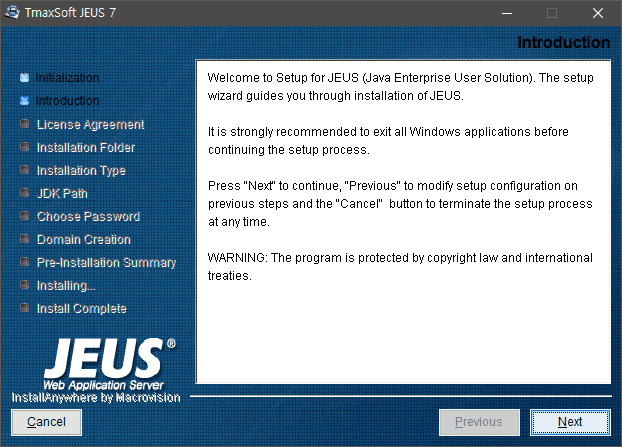 TmaxSoft JEUS 7
Introduction
Initialization
Introduction
License Agreement
Installation Folder
Installation Type
JDK Path
Choose Password
Domain Creation
Pre-Installation Summary
Installing...
Install Complete
Welcome to Setup for JEUS (Java Enterprise User Solution). The setup
wizard guides you through installation of JEUS.
It is strongly recommended to exit all Windows applications before
continuing the setup process.
Press "Next" to continue, "Previous" to modify setup configuration on
previous steps and the "Cancel" button to terminate the setup process
at any time.
WARNING: The program is protected by copyright law and international
treaties.
JEUS®
Web Application Server
InstallAnywhere by Macrovision
Cancel
Previous
Next